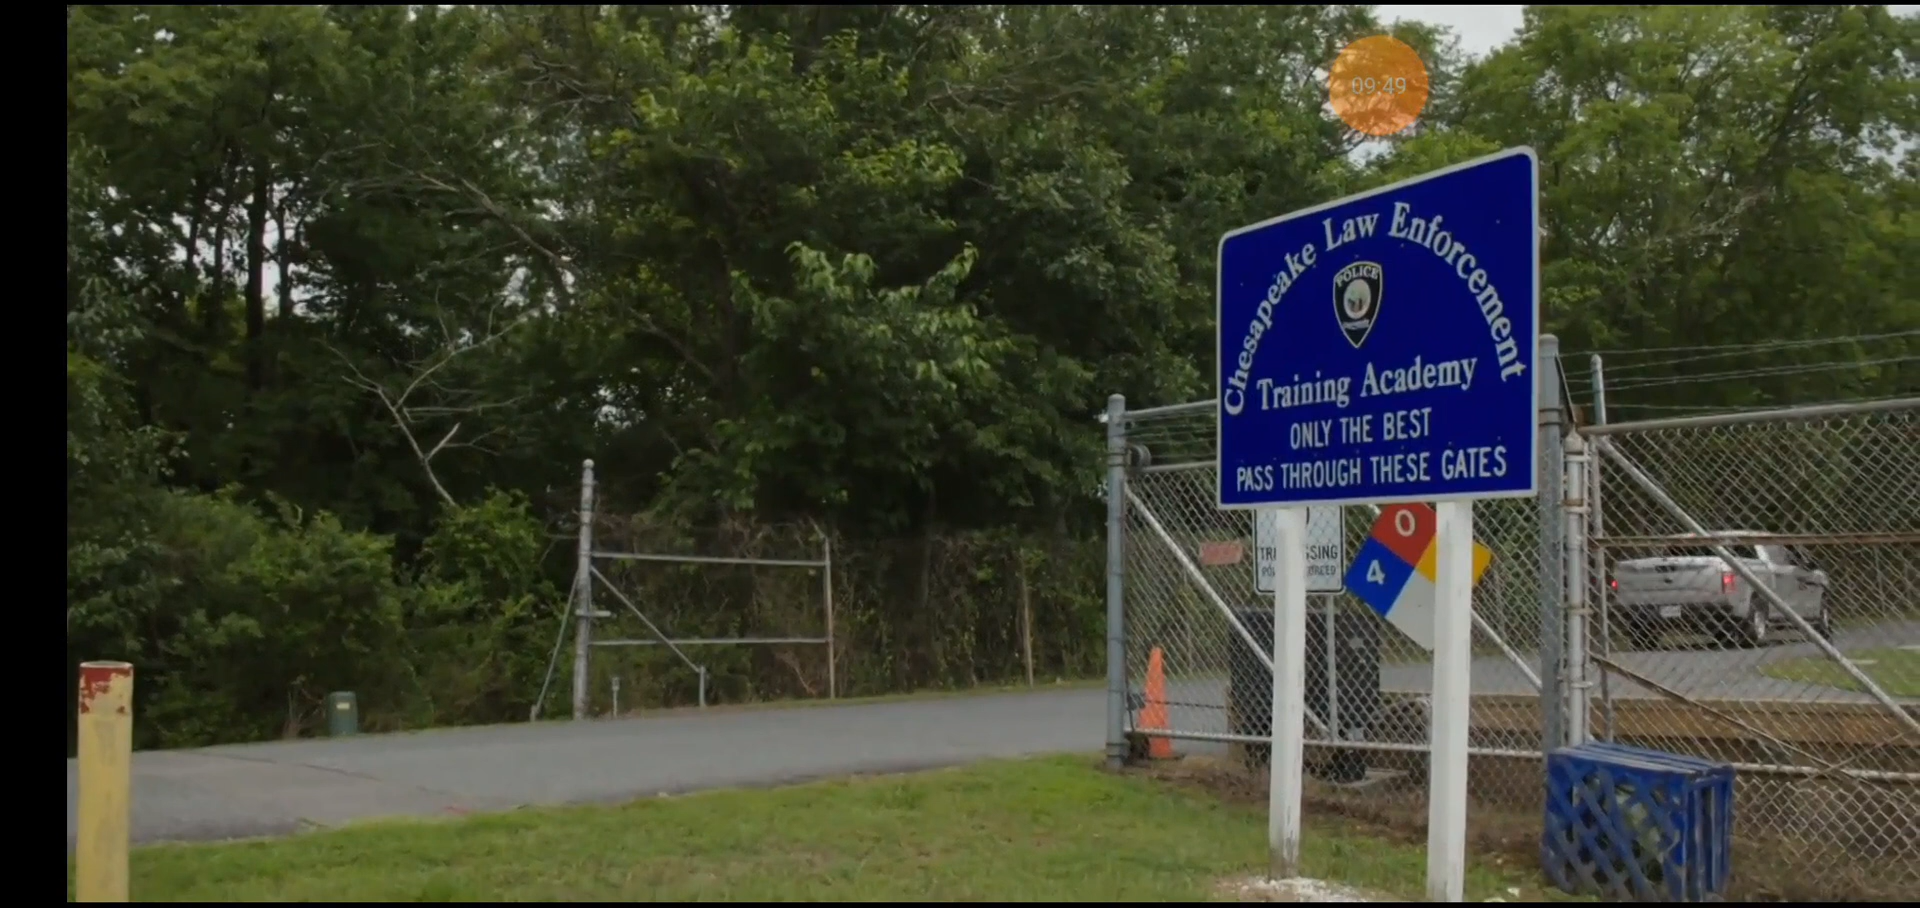 09:49
Chesapeake Law Enforcement
POLICE
Training Academy
ONLY THE BEST
PASS THROUGH THESE GATES
0
4